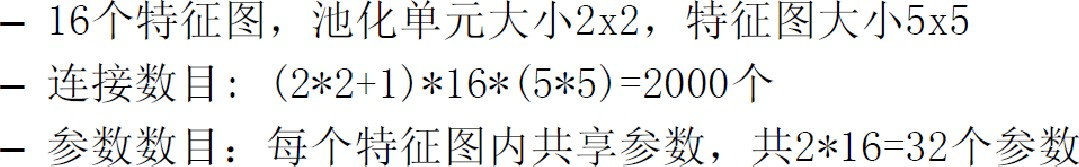 – 16个特征图，池化单元大小2x2，特征图大小5x5
– 连接数目: (2*2+1)*16*(5*5)=2000个
– 参数数目：每个特征图内共享参数，共2*16=32个参数